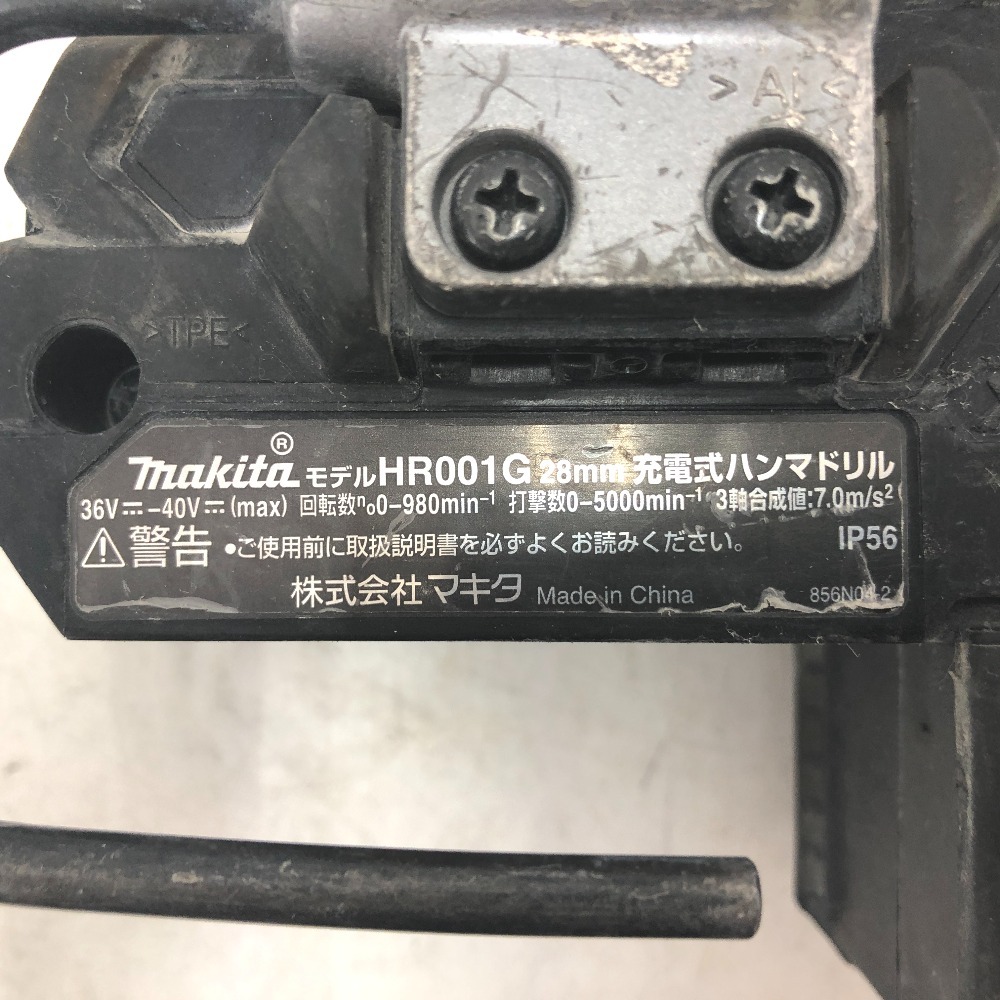 >Al<
>TPE<
makita® モデルHR001G 28mm 充電式ハンマドリル
36V⎓-40V⎓(max) 回転数n₀0-980min⁻¹ 打撃数0-5000min⁻¹ 3軸合成値:7.0m/s²
⚠警告 •ご使用前に取扱説明書を必ずよくお読みください。 IP56
株式会社マキタ Made in China 856N04-2